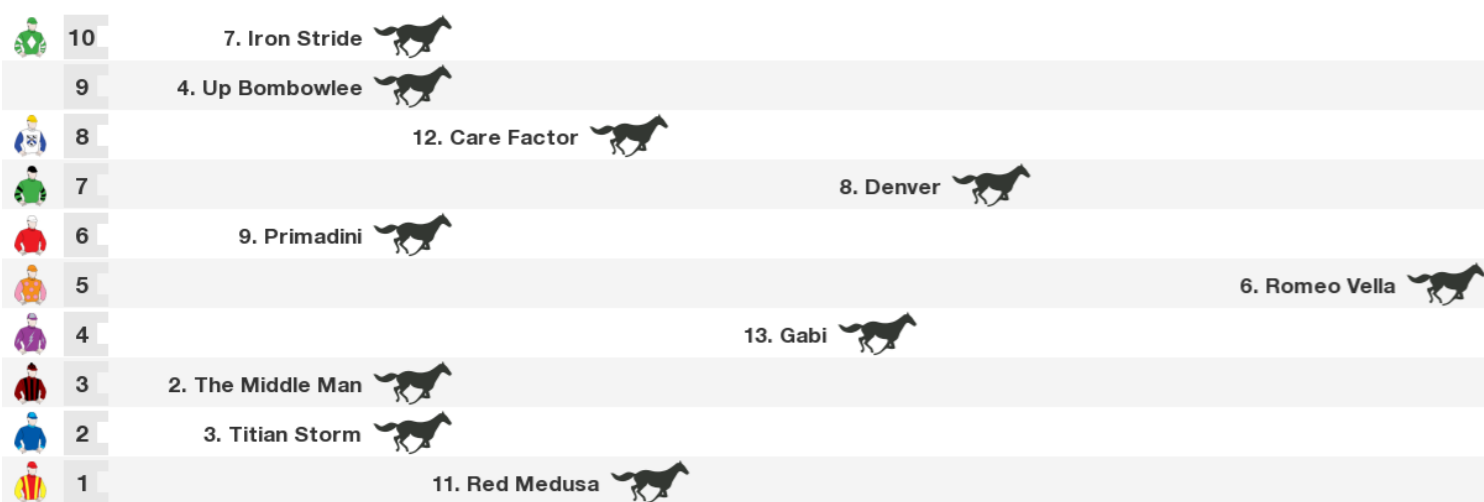 10 7. Iron Stride
9 4. Up Bombowlee
8 12. Care Factor
7 8. Denver
6 9. Primadini
5 6. Romeo Vella
4 13. Gabi
3 2. The Middle Man
2 3. Titian Storm
1 11. Red Medusa